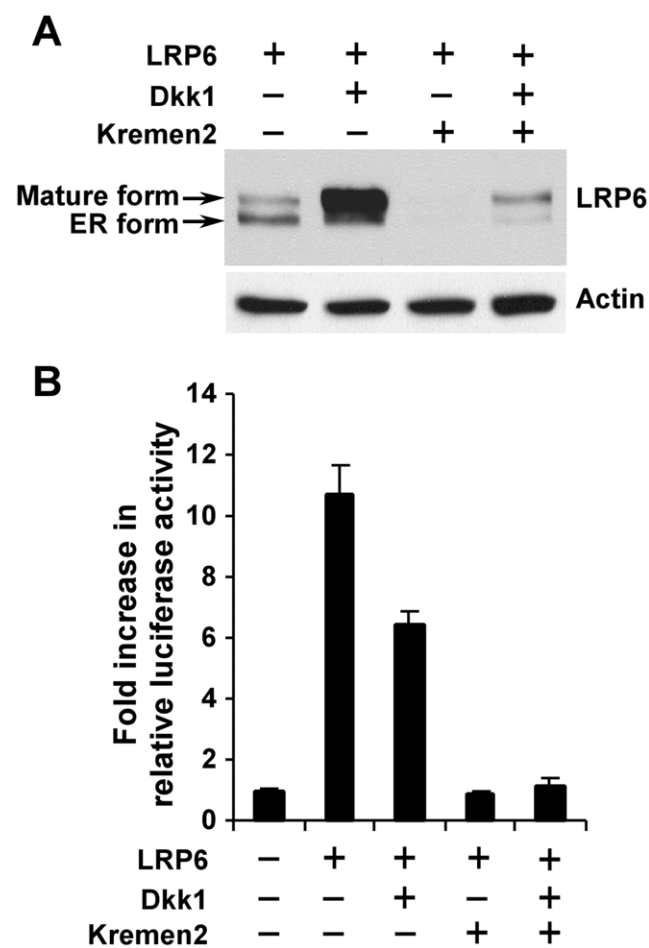 A
LRP6 + + + +
Dkk1 − + − +
Kremen2 − − + +
Mature form
ER form
LRP6
Actin
B
Fold increase in
relative luciferase activity
14
12
10
8
6
4
2
0
LRP6 − + + + +
Dkk1 − − + − +
Kremen2 − − − + +